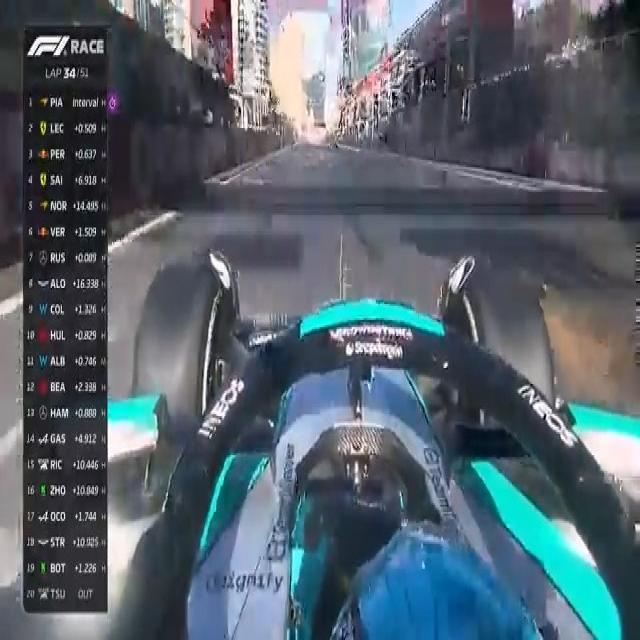 F1 RACE
LAP 34/51
1 PIA Interval H
2 LEC +0.509 H
3 PER +0.637 H
4 SAI +6.918 H
5 NOR +14.495 H
6 VER +1.509 H
7 RUS +0.089 H
8 ALO +16.338 H
9 COL +1.326 H
10 HUL +0.829 H
11 ALB +0.746 M
12 BEA +2.338 H
13 HAM +0.888 H
14 GAS +4.912 H
15 RIC +10.446 H
16 ZHO +10.849 H
17 OCO +1.744 H
18 STR +10.925 H
19 BOT +1.226 H
20 TSU OUT
Snapdragon
INEOS
INEOS
TeamViewer